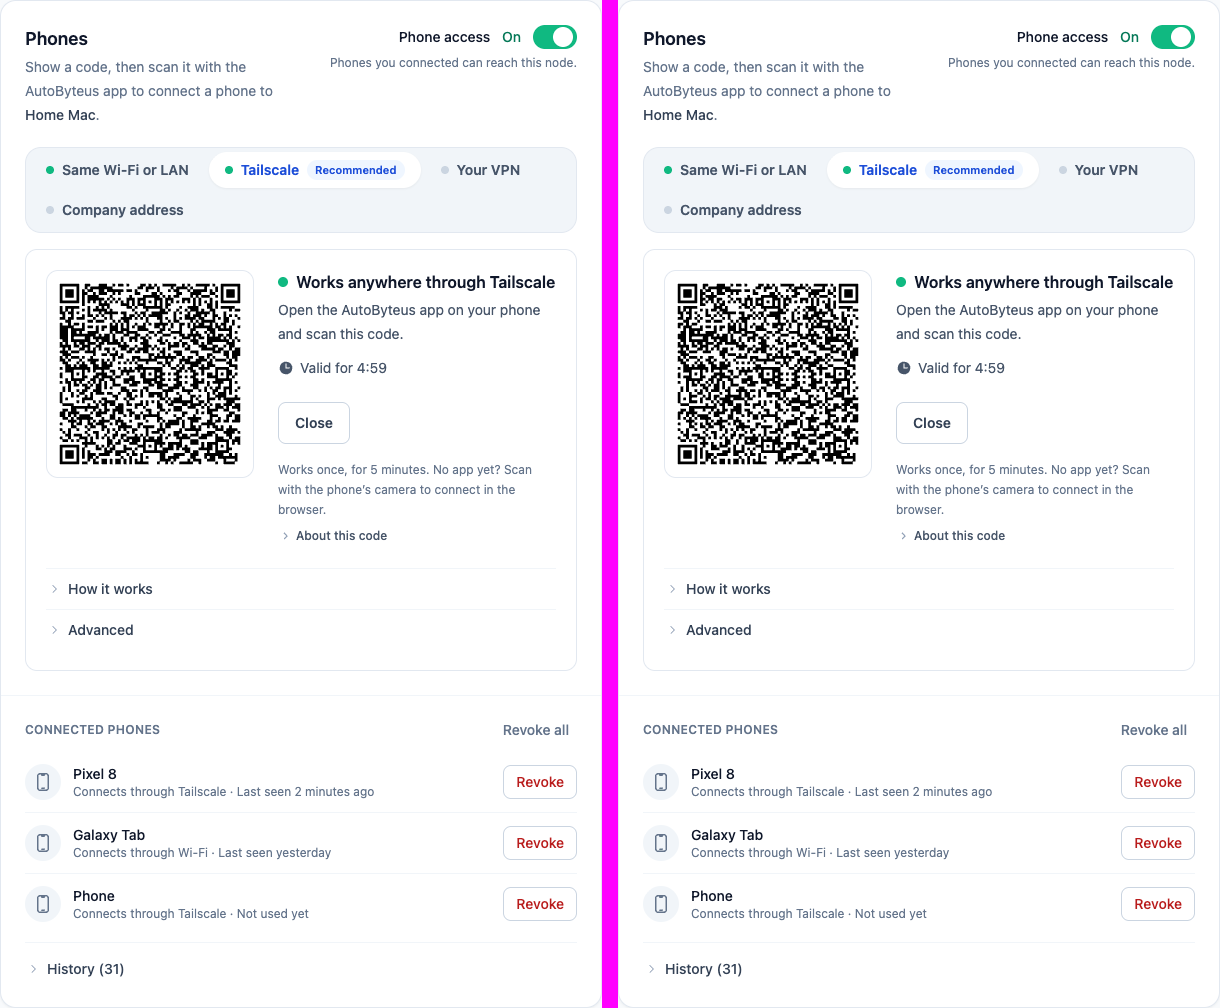 Phones
Phone access On
Phones you connected can reach this node.
Show a code, then scan it with the
AutoByteus app to connect a phone to
Home Mac.
Same Wi-Fi or LAN
Tailscale Recommended
Your VPN
Company address
Works anywhere through Tailscale
Open the AutoByteus app on your phone
and scan this code.
Valid for 4:59
Close
Works once, for 5 minutes. No app yet? Scan
with the phone’s camera to connect in the
browser.
About this code
How it works
Advanced
CONNECTED PHONES
Revoke all
Pixel 8
Connects through Tailscale · Last seen 2 minutes ago
Revoke
Galaxy Tab
Connects through Wi-Fi · Last seen yesterday
Revoke
Phone
Connects through Tailscale · Not used yet
Revoke
History (31)
Phones
Phone access On
Phones you connected can reach this node.
Show a code, then scan it with the
AutoByteus app to connect a phone to
Home Mac.
Same Wi-Fi or LAN
Tailscale Recommended
Your VPN
Company address
Works anywhere through Tailscale
Open the AutoByteus app on your phone
and scan this code.
Valid for 4:59
Close
Works once, for 5 minutes. No app yet? Scan
with the phone’s camera to connect in the
browser.
About this code
How it works
Advanced
CONNECTED PHONES
Revoke all
Pixel 8
Connects through Tailscale · Last seen 2 minutes ago
Revoke
Galaxy Tab
Connects through Wi-Fi · Last seen yesterday
Revoke
Phone
Connects through Tailscale · Not used yet
Revoke
History (31)